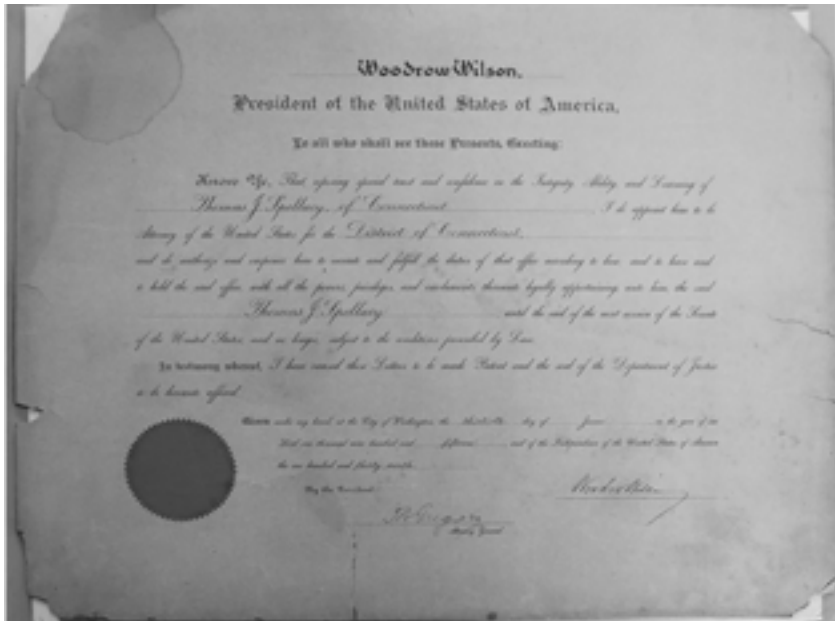 Woodrow Wilson,
President of the United States of America,
To all who shall see these Presents, Greeting:
Know Ye, That reposing special trust and confidence in the Integrity, Ability, and Learning of
Thomas J. Spellacy, of Connecticut, I do appoint him to be
Attorney of the United States for the District of Connecticut,
and do authorize and empower him to execute and fulfill the duties of that office according to law and to have and
to hold the said office, with all the powers, privileges, and emoluments thereunto legally appertaining unto him, the said
Thomas J. Spellacy until the end of the next session of the Senate
of the United States and no longer, subject to the conditions prescribed by Law.
In testimony whereof, I have caused these Letters to be made Patent and the seal of the Department of Justice
to be hereunto affixed.
Given under my hand, at the City of Washington, the day of June in the year of our
Lord one thousand nine hundred and fifteen and of the Independence of the United States of America
the one hundred and thirty ninth.
By the President:
Woodrow Wilson
Gregory